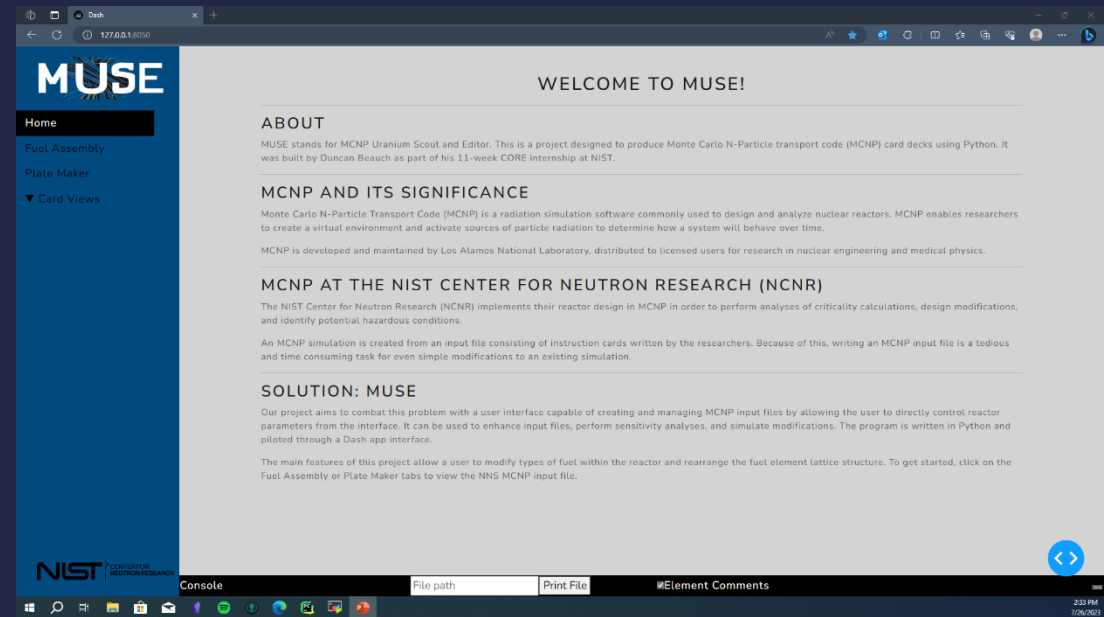 Dash
127.0.0.1:8050
MUSE
Home
Fuel Assembly
Plate Maker
▼ Card Views
NIST CENTER FOR
NEUTRON RESEARCH
WELCOME TO MUSE!
ABOUT
MUSE stands for MCNP Uranium Scout and Editor. This is a project designed to produce Monte Carlo N-Particle transport code (MCNP) card decks using Python. It
was built by Duncan Beauch as part of his 11-week CORE internship at NIST.
MCNP AND ITS SIGNIFICANCE
Monte Carlo N-Particle Transport Code (MCNP) is a radiation simulation software commonly used to design and analyze nuclear reactors. MCNP enables researchers
to create a virtual environment and activate sources of particle radiation to determine how a system will behave over time.
MCNP is developed and maintained by Los Alamos National Laboratory, distributed to licensed users for research in nuclear engineering and medical physics.
MCNP AT THE NIST CENTER FOR NEUTRON RESEARCH (NCNR)
The NIST Center for Neutron Research (NCNR) implements their reactor design in MCNP in order to perform analyses of criticality calculations, design modifications,
and identify potential hazardous conditions.
An MCNP simulation is created from an input file consisting of instruction cards written by the researchers. Because of this, writing an MCNP input file is a tedious
and time consuming task for even simple modifications to an existing simulation.
SOLUTION: MUSE
Our project aims to combat this problem with a user interface capable of creating and managing MCNP input files by allowing the user to directly control reactor
parameters from the interface. It can be used to enhance input files, perform sensitivity analyses, and simulate modifications. The program is written in Python and
piloted through a Dash app interface.
The main features of this project allow a user to modify types of fuel within the reactor and rearrange the fuel element lattice structure. To get started, click on the
Fuel Assembly or Plate Maker tabs to view the NNS MCNP input file.
Console File path Print File Element Comments
2:33 PM
7/26/2023